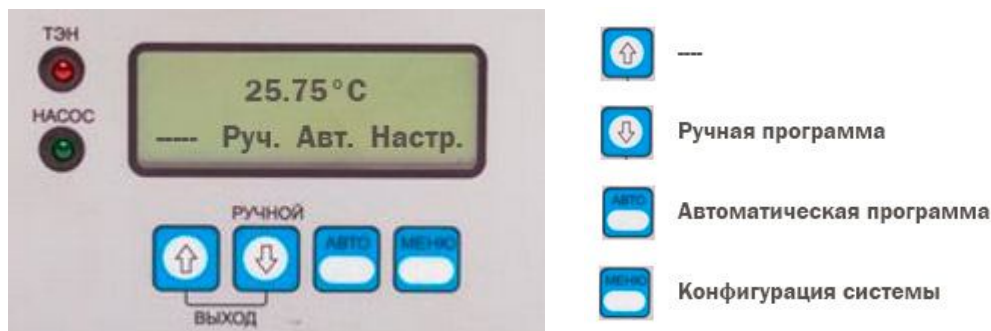 ТЭН
25.75°C
НАСОС
----- Руч. Авт. Настр.
РУЧНОЙ
АВТО
МЕНЮ
ВЫХОД
----
Ручная программа
АВТО
Автоматическая программа
МЕНЮ
Конфигурация системы